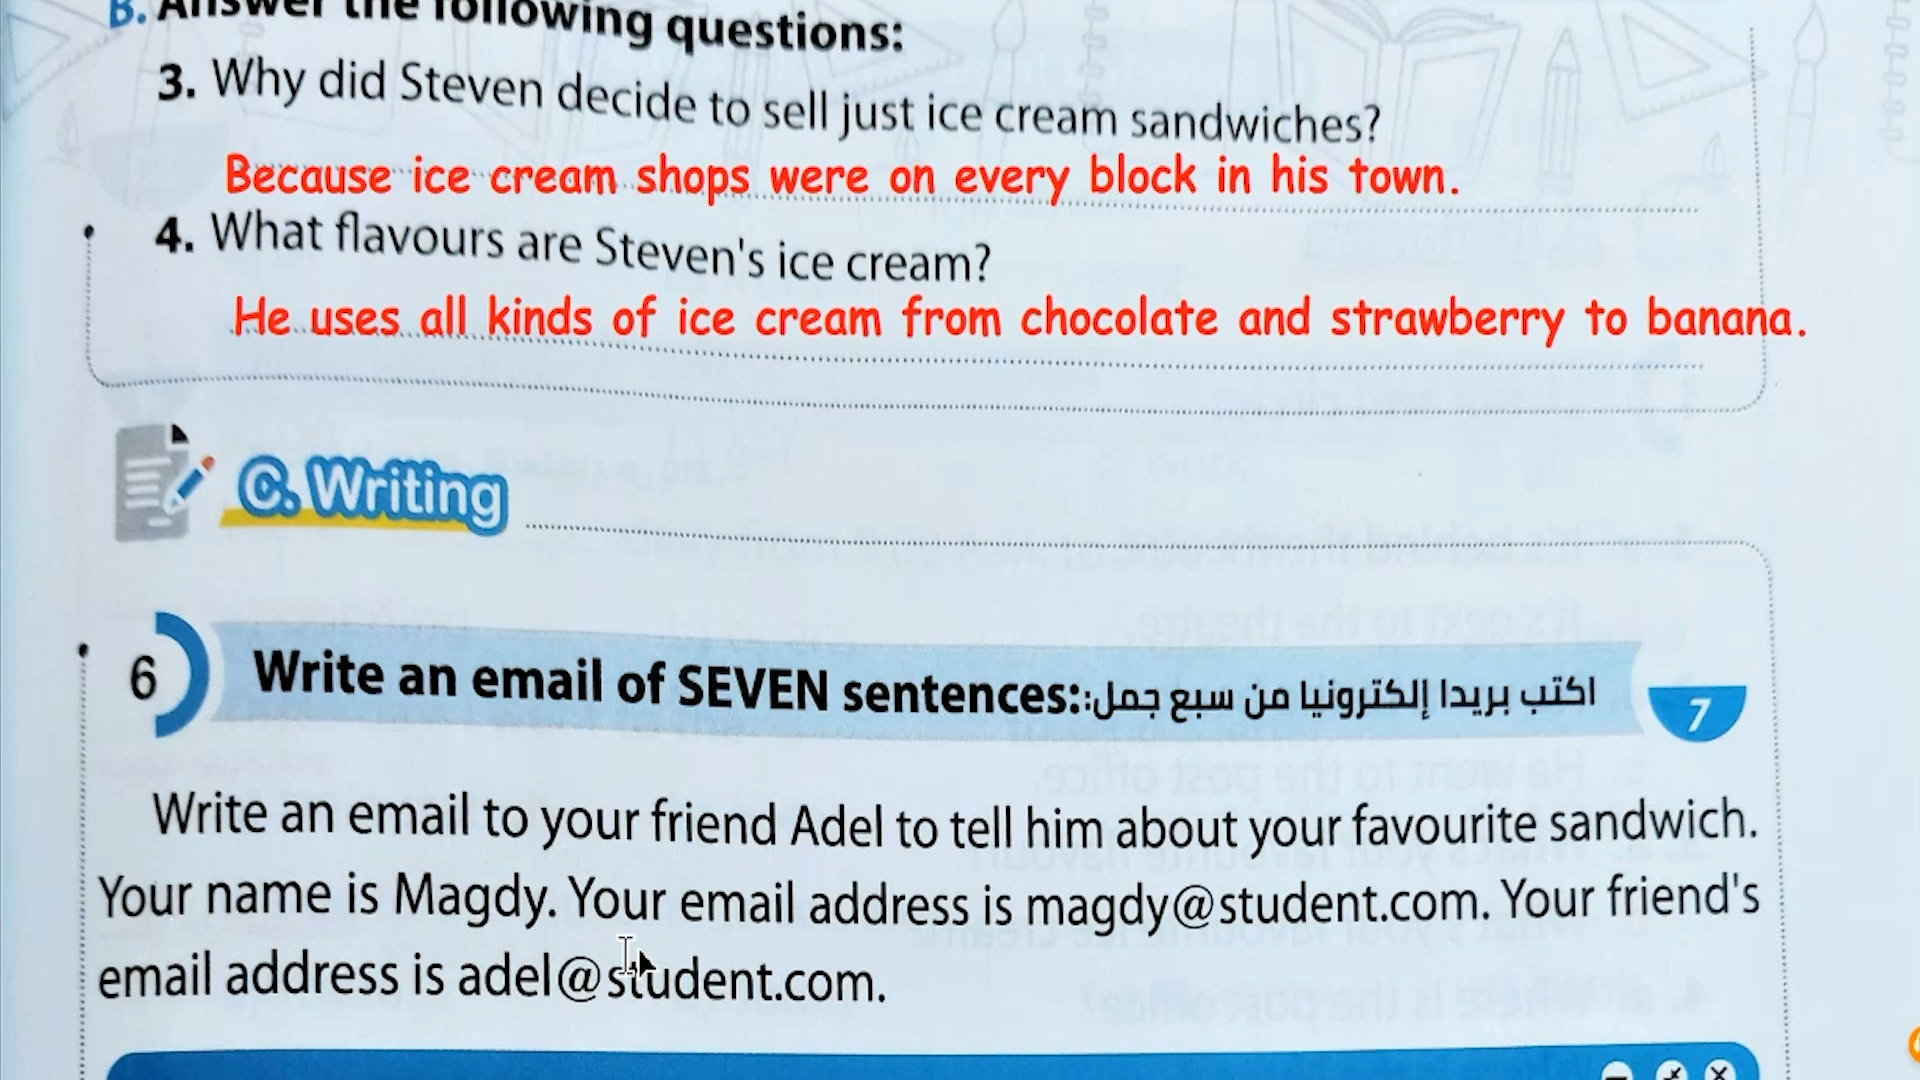 B. Answer the following questions:
3. Why did Steven decide to sell just ice cream sandwiches?
Because ice cream shops were on every block in his town.
4. What flavours are Steven's ice cream?
He uses all kinds of ice cream from chocolate and strawberry to banana.
C. Writing
6 Write an email of SEVEN sentences: اكتب بريدا إلكترونيا من سبع جمل: 7
Write an email to your friend Adel to tell him about your favourite sandwich.
Your name is Magdy. Your email address is magdy@student.com. Your friend's
email address is adel@student.com.